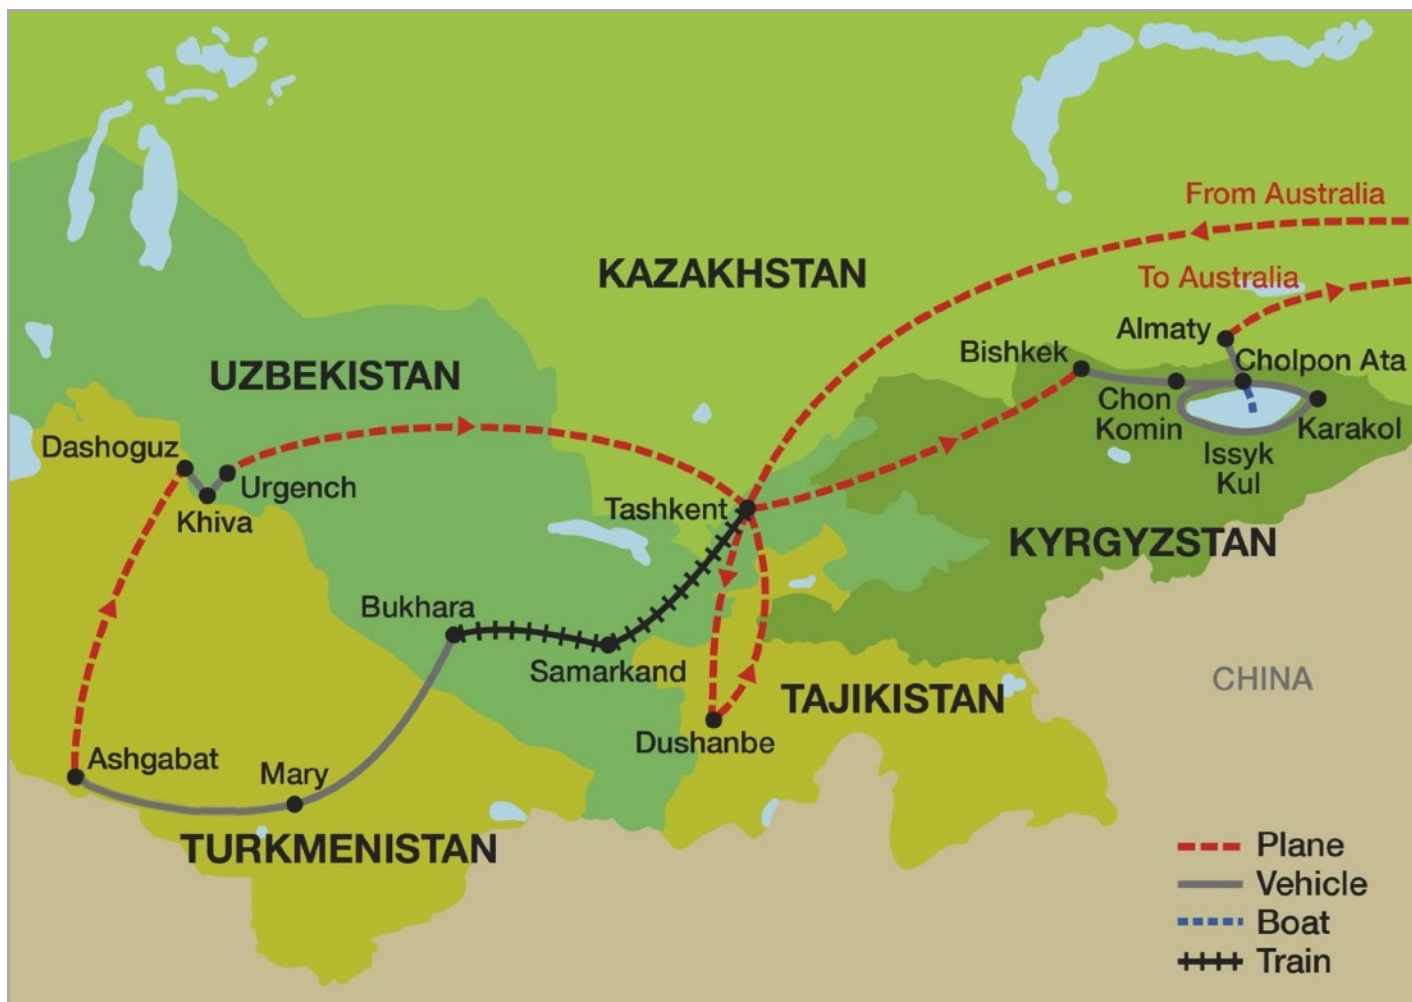 From Australia
KAZAKHSTAN
To Australia
Almaty
Bishkek
Cholpon Ata
UZBEKISTAN
Chon
Komin
Karakol
Dashoguz
Issyk
Kul
Urgench
Khiva
Tashkent
KYRGYZSTAN
Bukhara
Samarkand
CHINA
TAJIKISTAN
Dushanbe
Ashgabat
Mary
TURKMENISTAN
Plane
Vehicle
Boat
Train